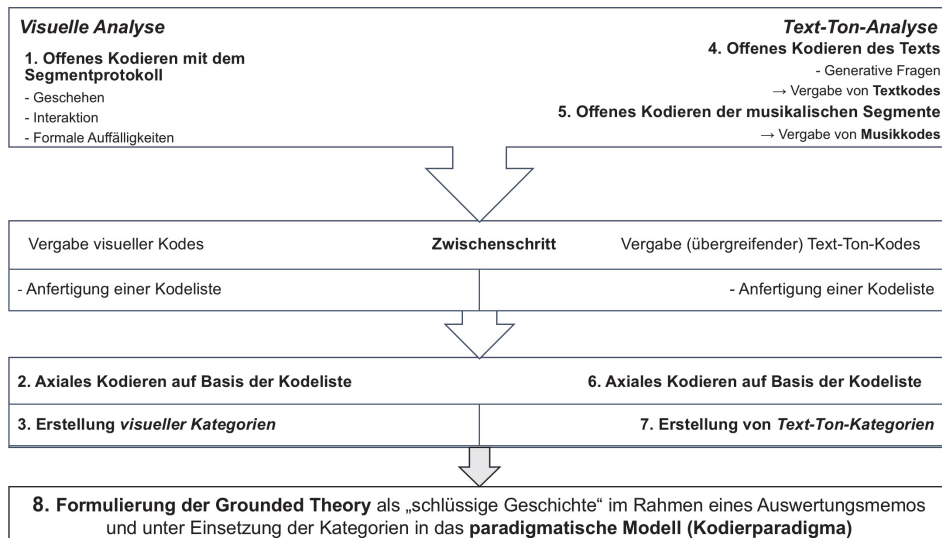 Visuelle Analyse
1. Offenes Kodieren mit dem
Segmentprotokoll
- Geschehen
- Interaktion
- Formale Auffälligkeiten
Text-Ton-Analyse
4. Offenes Kodieren des Texts
- Generative Fragen
→ Vergabe von Textkodes
5. Offenes Kodieren der musikalischen Segmente
→ Vergabe von Musikkodes
Vergabe visueller Kodes
Zwischenschritt
Vergabe (übergreifender) Text-Ton-Kodes
- Anfertigung einer Kodeliste
- Anfertigung einer Kodeliste
2. Axiales Kodieren auf Basis der Kodeliste
6. Axiales Kodieren auf Basis der Kodeliste
3. Erstellung visueller Kategorien
7. Erstellung von Text-Ton-Kategorien
8. Formulierung der Grounded Theory als „schlüssige Geschichte“ im Rahmen eines Auswertungsmemos
und unter Einsetzung der Kategorien in das paradigmatische Modell (Kodierparadigma)